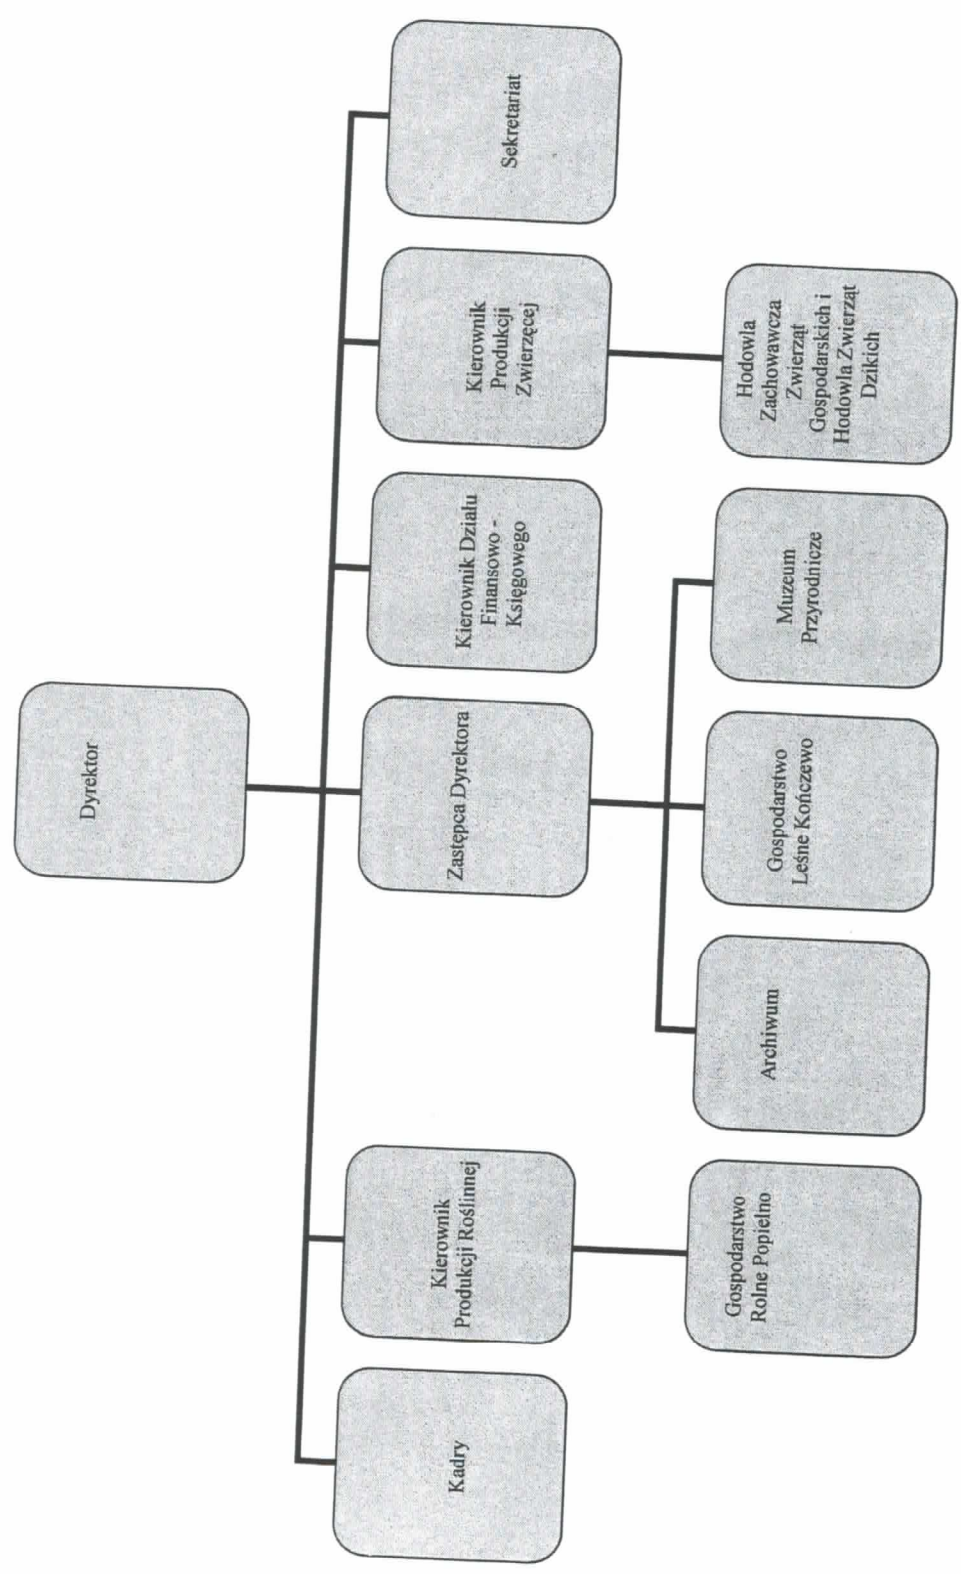 Dyrektor
Kadry
Kierownik
Produkcji Roślinnej
Zastępca Dyrektora
Kierownik Działu
Finansowo -
Księgowego
Kierownik
Produkcji
Zwierzęcej
Sekretariat
Gospodarstwo
Rolne Popielno
Archiwum
Gospodarstwo
Leśne Kończewo
Muzeum
Przyrodnicze
Hodowla
Zachowawcza
Zwierząt
Gospodarskich i
Hodowla Zwierząt
Dzikich